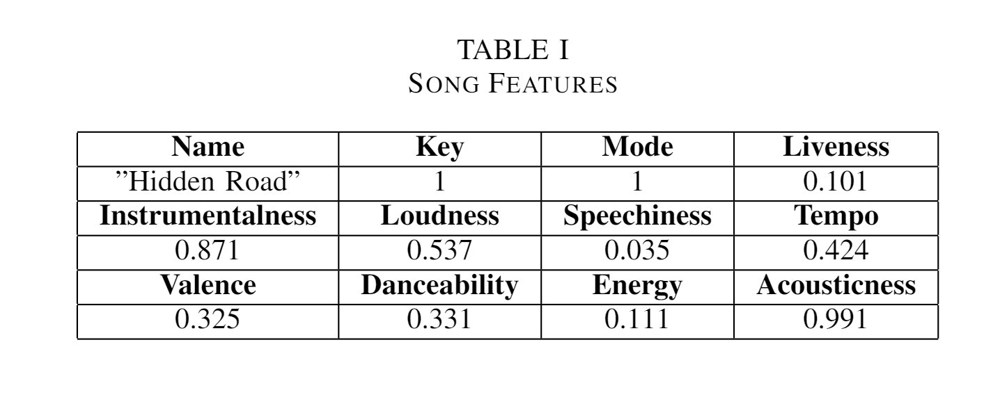 TABLE I
SONG FEATURES
Name Key Mode Liveness
”Hidden Road” 1 1 0.101
Instrumentalness Loudness Speechiness Tempo
0.871 0.537 0.035 0.424
Valence Danceability Energy Acousticness
0.325 0.331 0.111 0.991